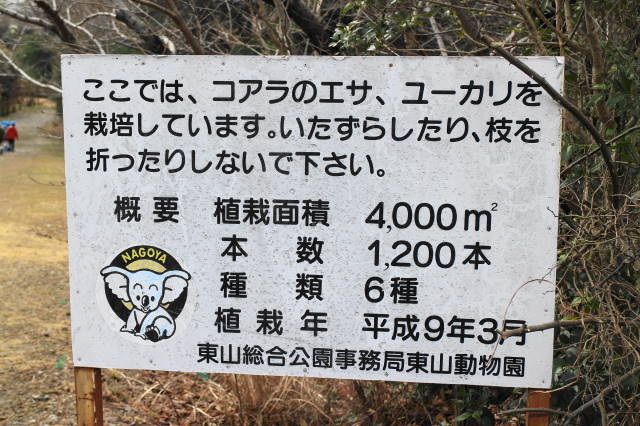 ここでは、コアラのエサ、ユーカリを
栽培しています。いたずらしたり、枝を
折ったりしないで下さい。
概要 植栽面積 4,000㎡
本数 1,200本
種類 6種
植栽年 平成9年3月
NAGOYA
東山総合公園事務局東山動物園